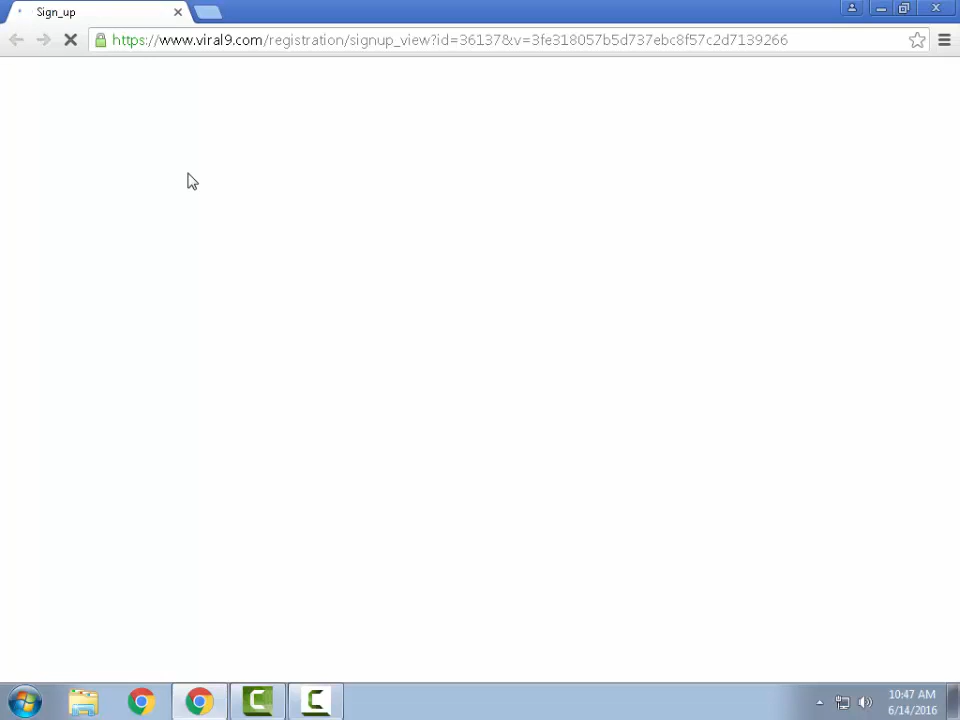 Sign_up
https://www.viral9.com/registration/signup_view?id=36137&v=3fe318057b5d737ebc8f57c2d7139266
10:47 AM
6/14/2016